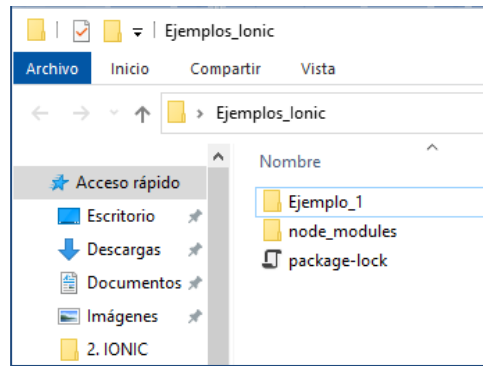 Ejemplos_Ionic
Archivo Inicio Compartir Vista
Ejemplos_Ionic
Nombre
Acceso rápido
Ejemplo_1
Escritorio
node_modules
Descargas
package-lock
Documentos
Imágenes
2. IONIC